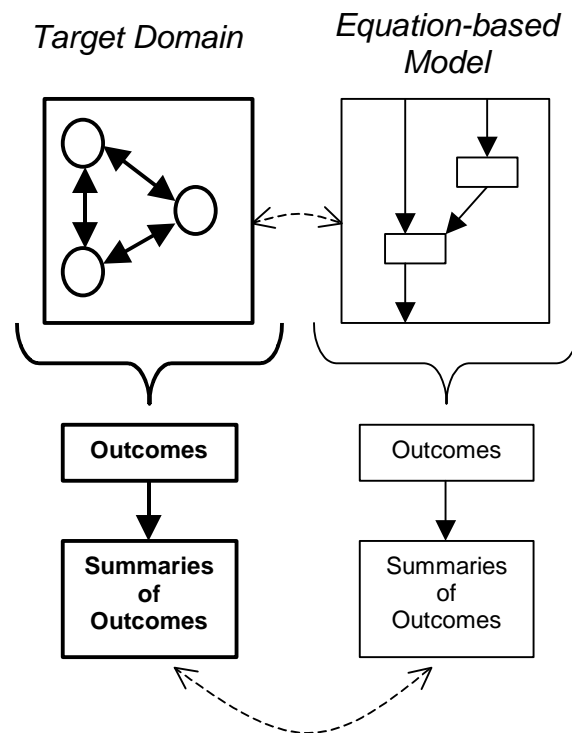 Target Domain
Equation-based
Model
Outcomes
Summaries
of
Outcomes
Outcomes
Summaries
of
Outcomes